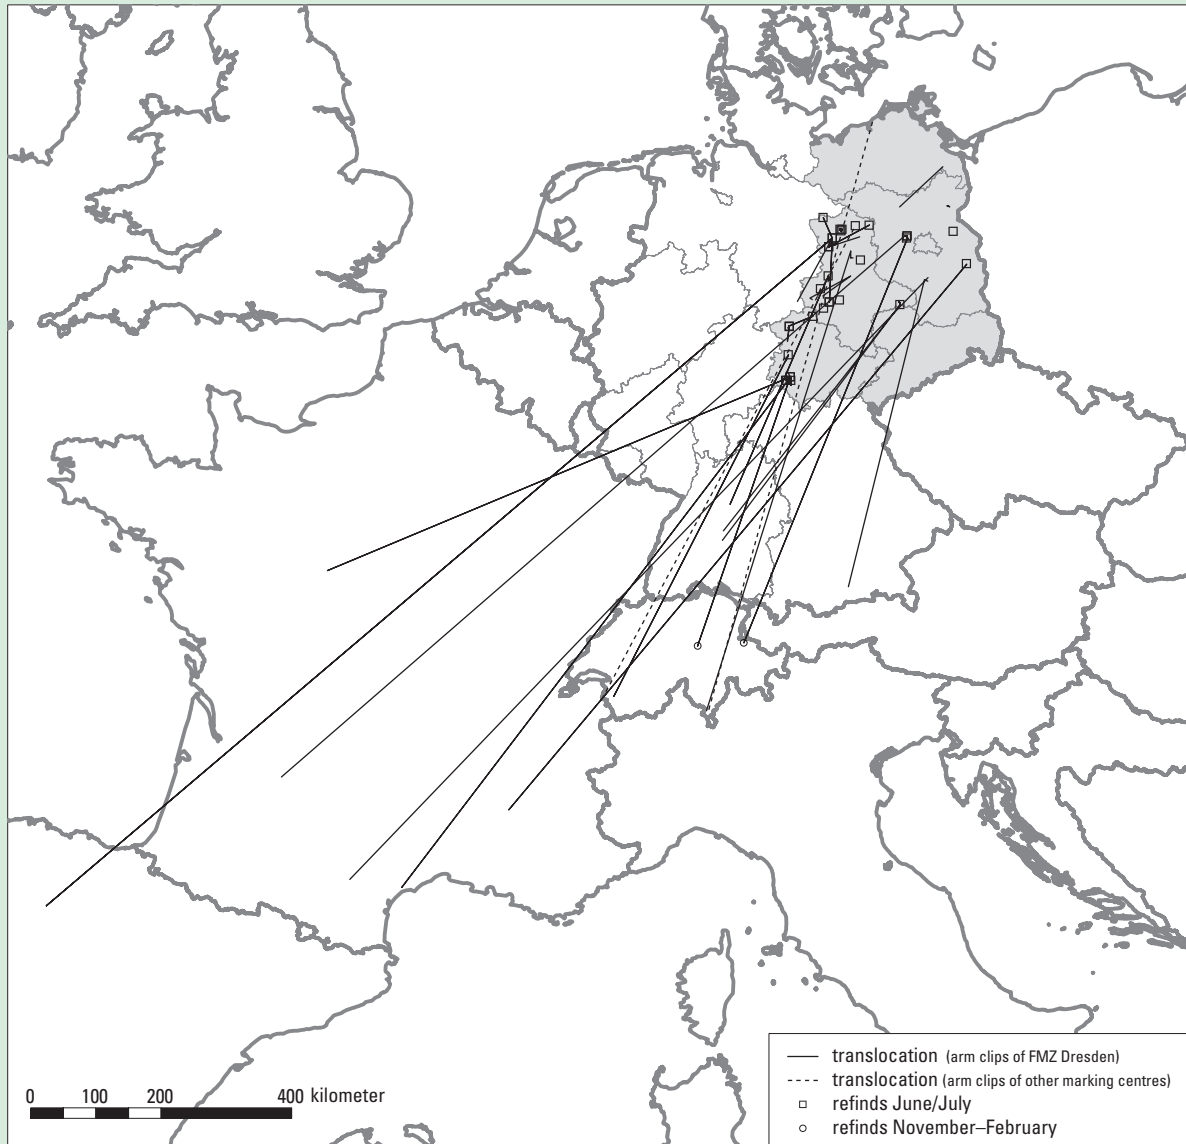 translocation (arm clips of FMZ Dresden)
translocation (arm clips of other marking centres)
refinds June/July
refinds November–February
0 100 200 400 kilometer